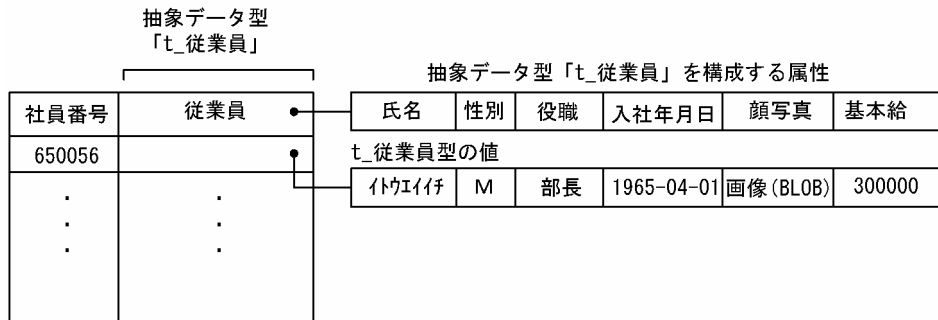 抽象データ型
「t_従業員」
抽象データ型「t_従業員」を構成する属性
社員番号 従業員 氏名 性別 役職 入社年月日 顔写真 基本給
t_従業員型の値
650056 ｲﾄｳｴｲｲﾁ M 部長 1965-04-01 画像(BLOB) 300000